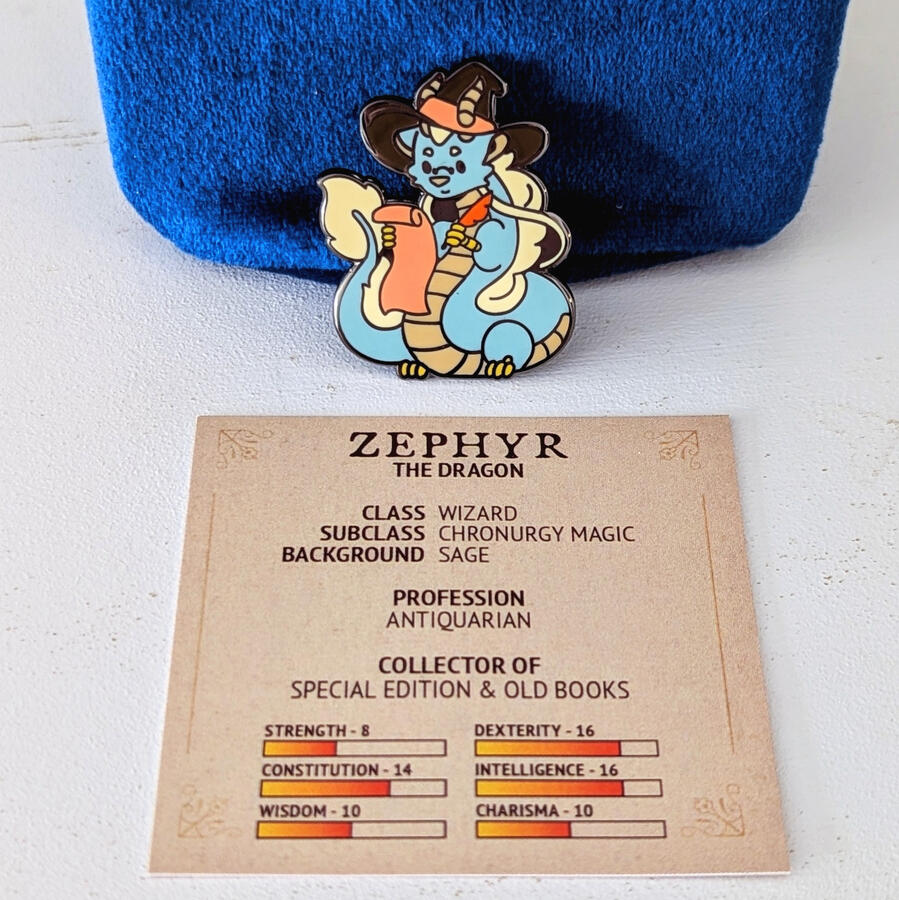 ZEPHYR
THE DRAGON
CLASS WIZARD
SUBCLASS CHRONURGY MAGIC
BACKGROUND SAGE
PROFESSION
ANTIQUARIAN
COLLECTOR OF
SPECIAL EDITION & OLD BOOKS
STRENGTH - 8 DEXTERITY - 16
CONSTITUTION - 14 INTELLIGENCE - 16
WISDOM - 10 CHARISMA - 10